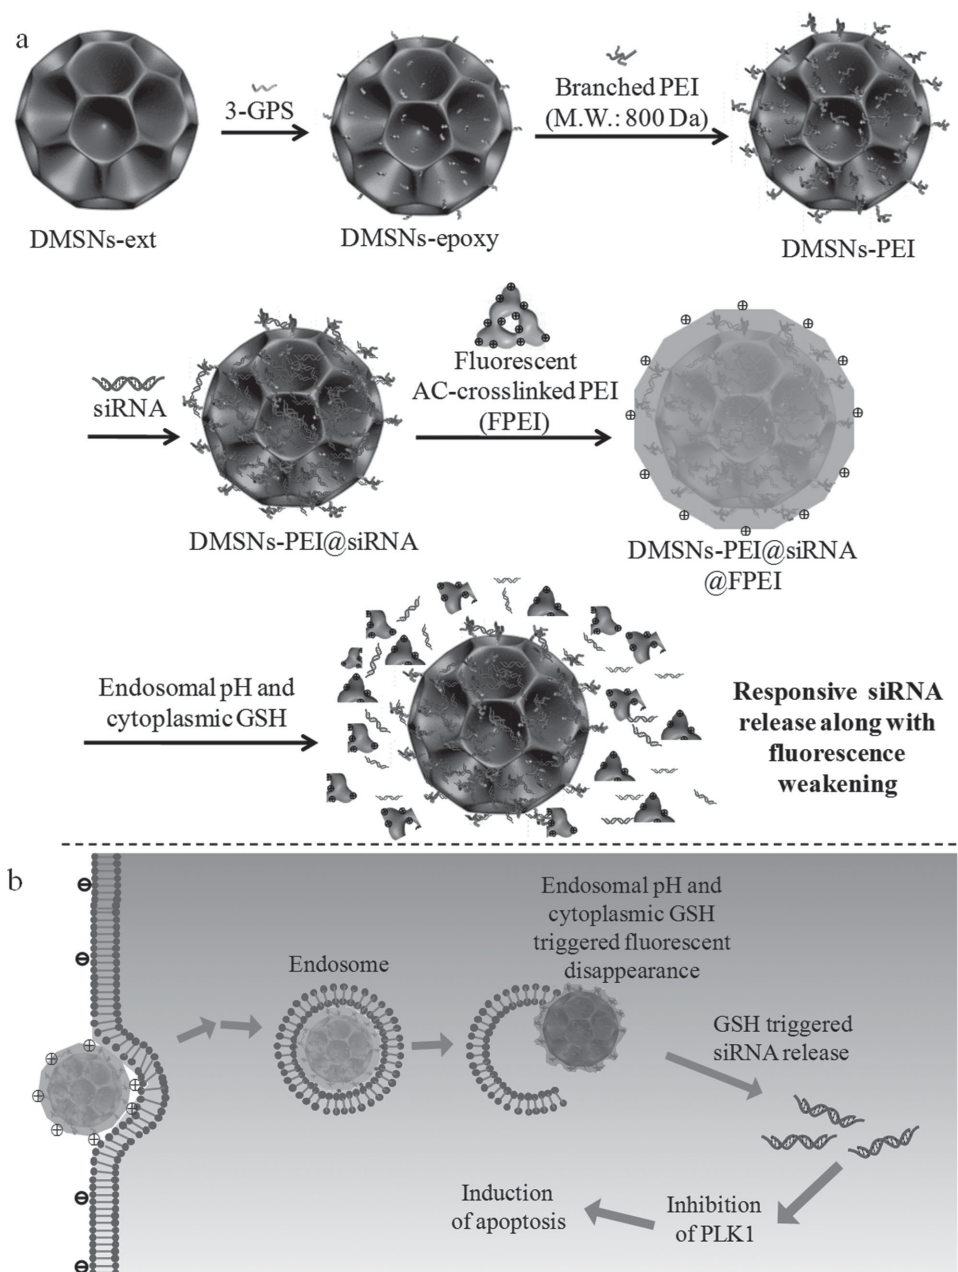 a
3-GPS
Branched PEI
(M.W.: 800 Da)
DMSNs-ext
DMSNs-epoxy
DMSNs-PEI
siRNA
Fluorescent
AC-crosslinked PEI
(FPEI)
DMSNs-PEI@siRNA
DMSNs-PEI@siRNA
@FPEI
Endosomal pH and
cytoplasmic GSH
Responsive siRNA
release along with
fluorescence
weakening
b
Endosome
Endosomal pH and
cytoplasmic GSH
triggered fluorescent
disappearance
GSH triggered
siRNA release
Inhibition
of PLK1
Induction
of apoptosis